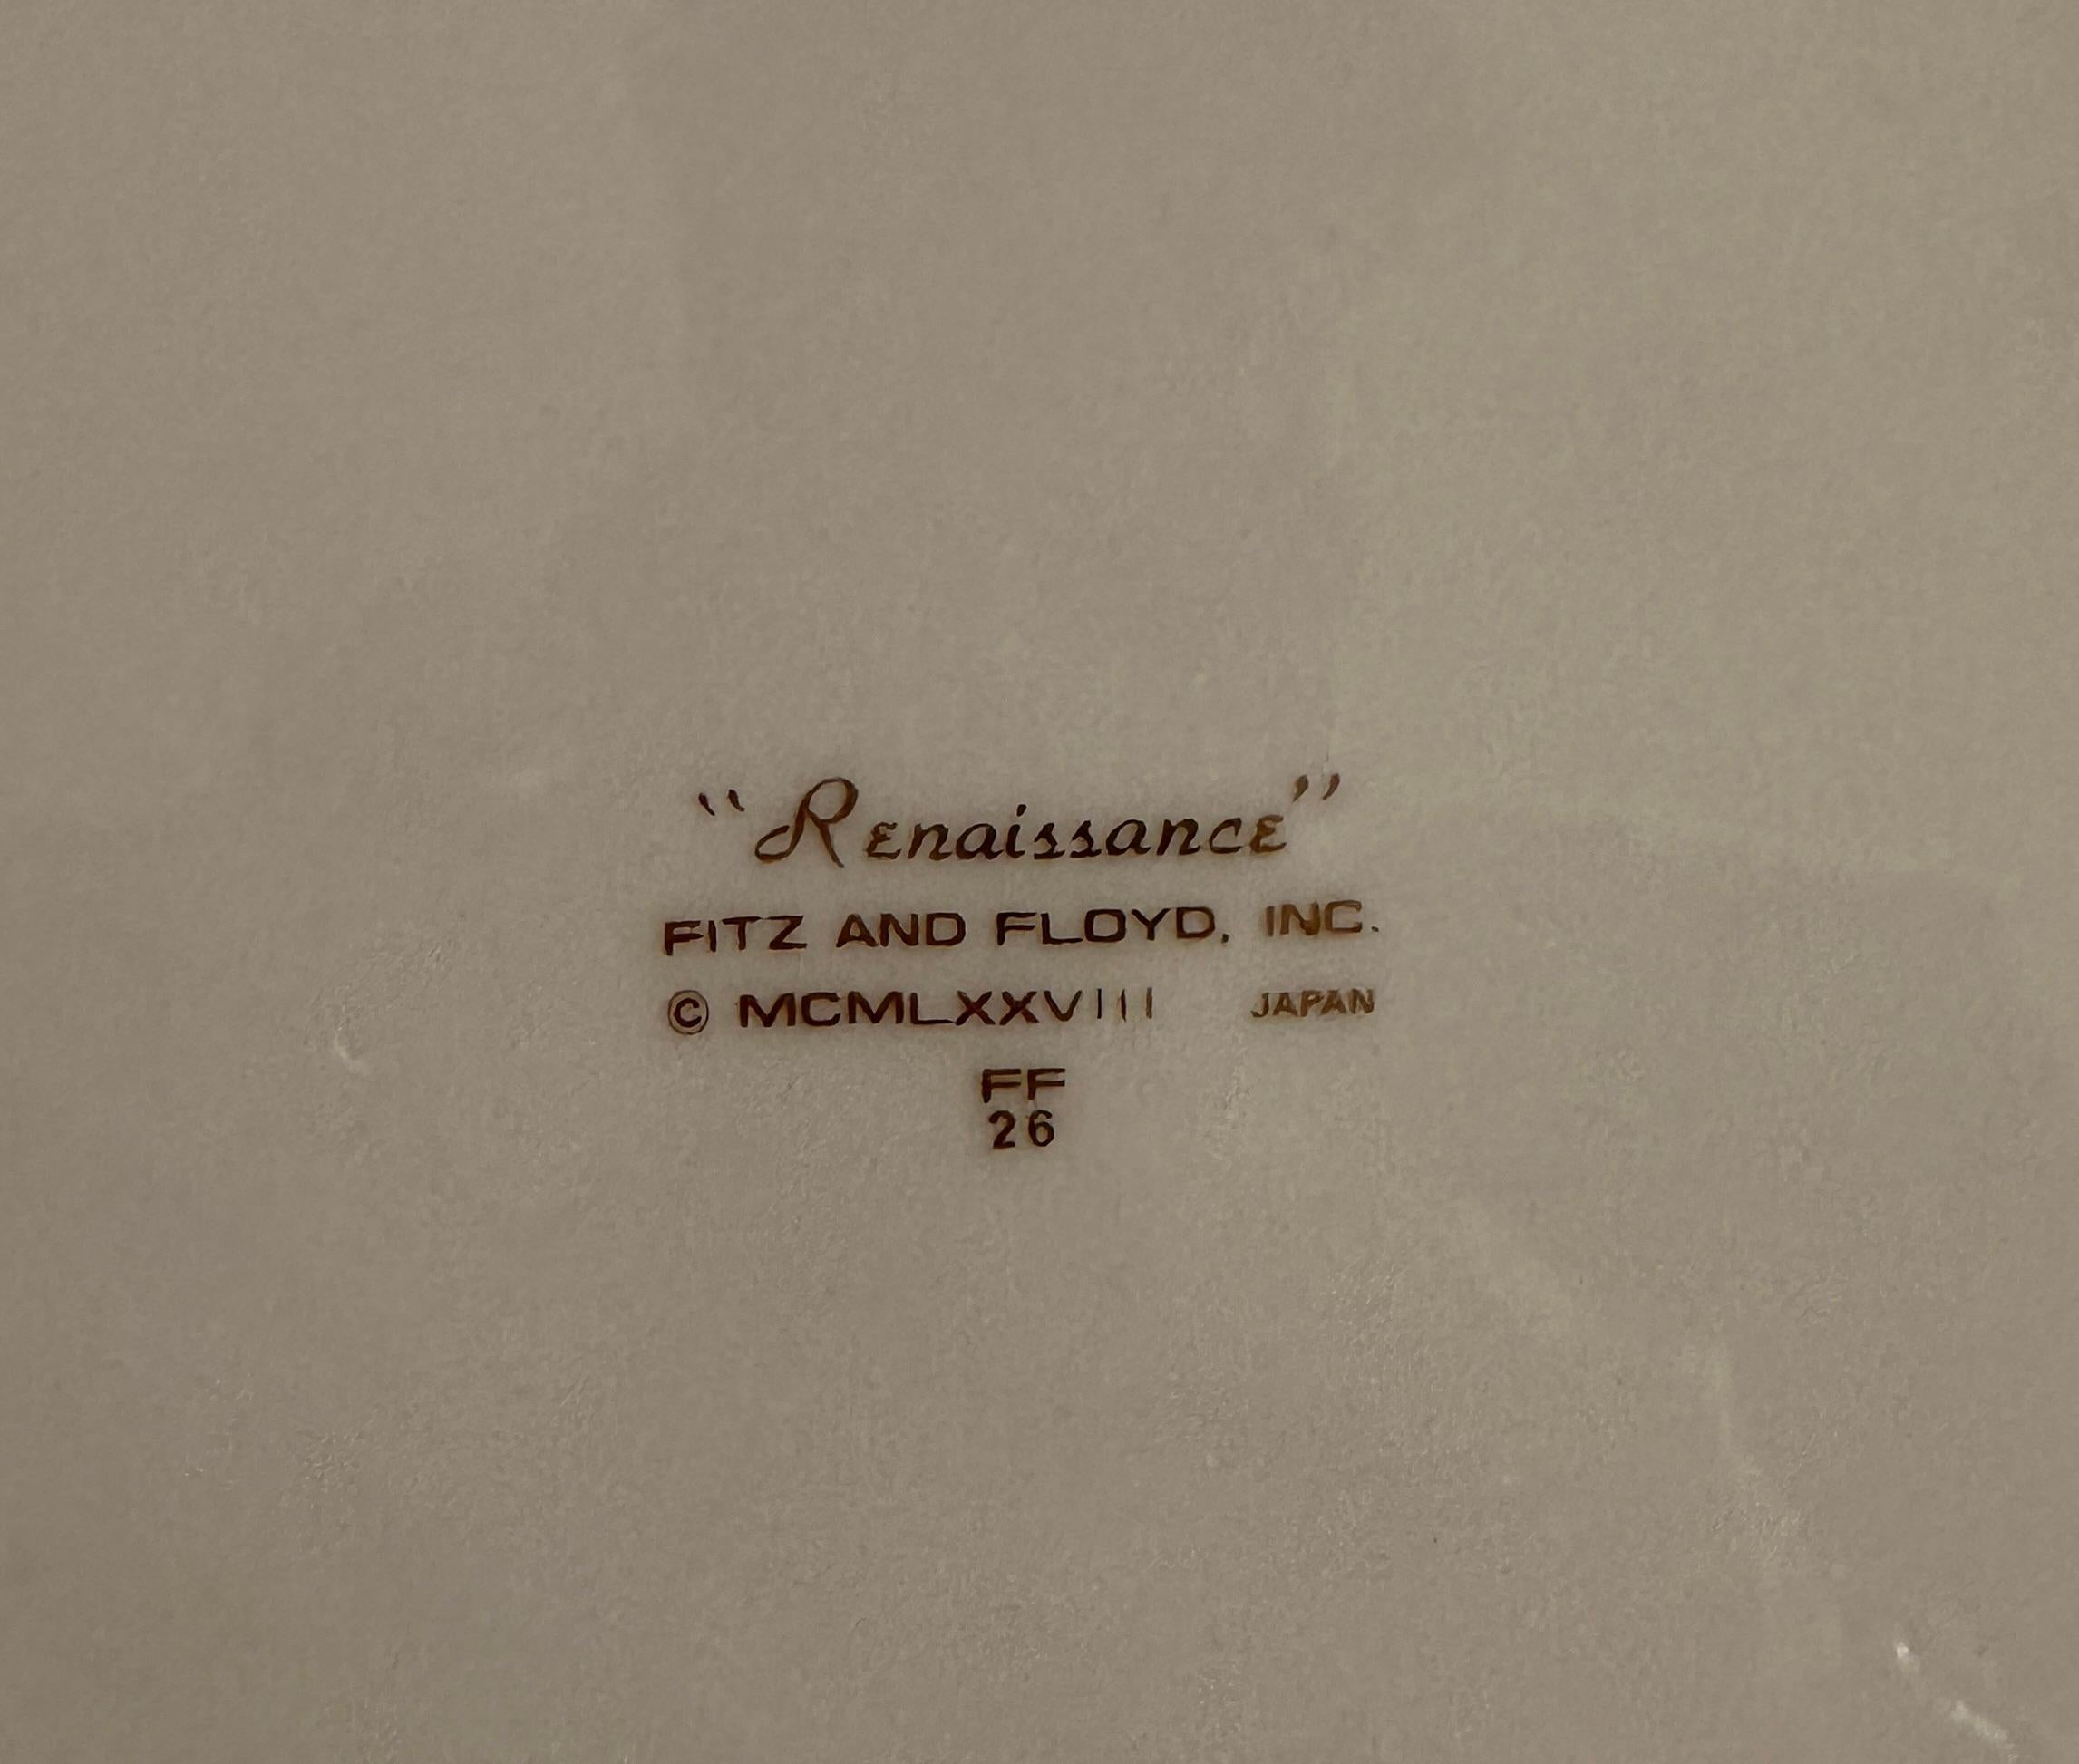 "Renaissance"
FITZ AND FLOYD, INC.
© MCMLXXVIII JAPAN
FF
26